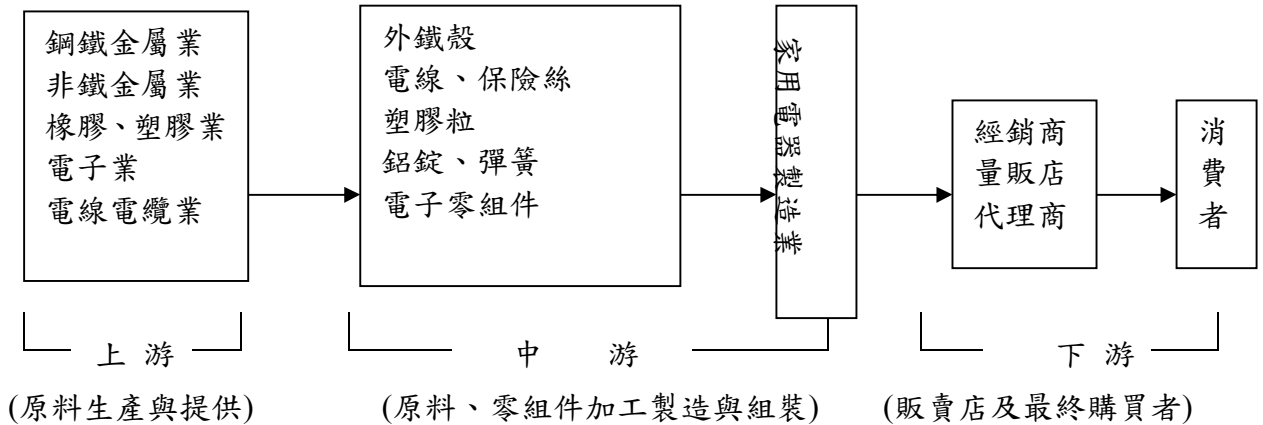 鋼鐵金屬業
非鐵金屬業
橡膠、塑膠業
電子業
電線電纜業
外鐵殼
電線、保險絲
塑膠粒
鋁錠、彈簧
電子零組件
家用電器製造業
經銷商
量販店
代理商
消費者
上 游
中 游
下 游
(原料生產與提供)
(原料、零組件加工製造與組裝)
(販賣店及最終購買者)